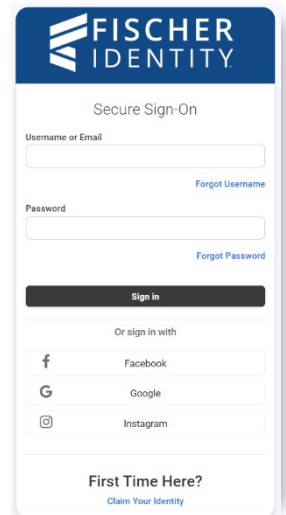 FISCHER
IDENTITY
Secure Sign-On
Username or Email
Forgot Username
Password
Forgot Password
Sign in
Or sign in with
Facebook
Google
Instagram
First Time Here?
Claim Your Identity